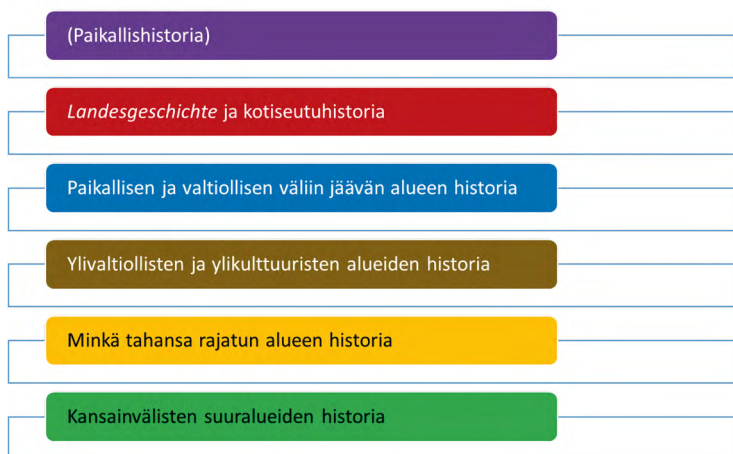 (Paikallishistoria)
Landesgeschichte ja kotiseutuhistoria
Paikallisen ja valtiollisen väliin jäävän alueen historia
Ylivaltiollisten ja ylikulttuuristen alueiden historia
Minkä tahansa rajatun alueen historia
Kansainvälisten suuralueiden historia